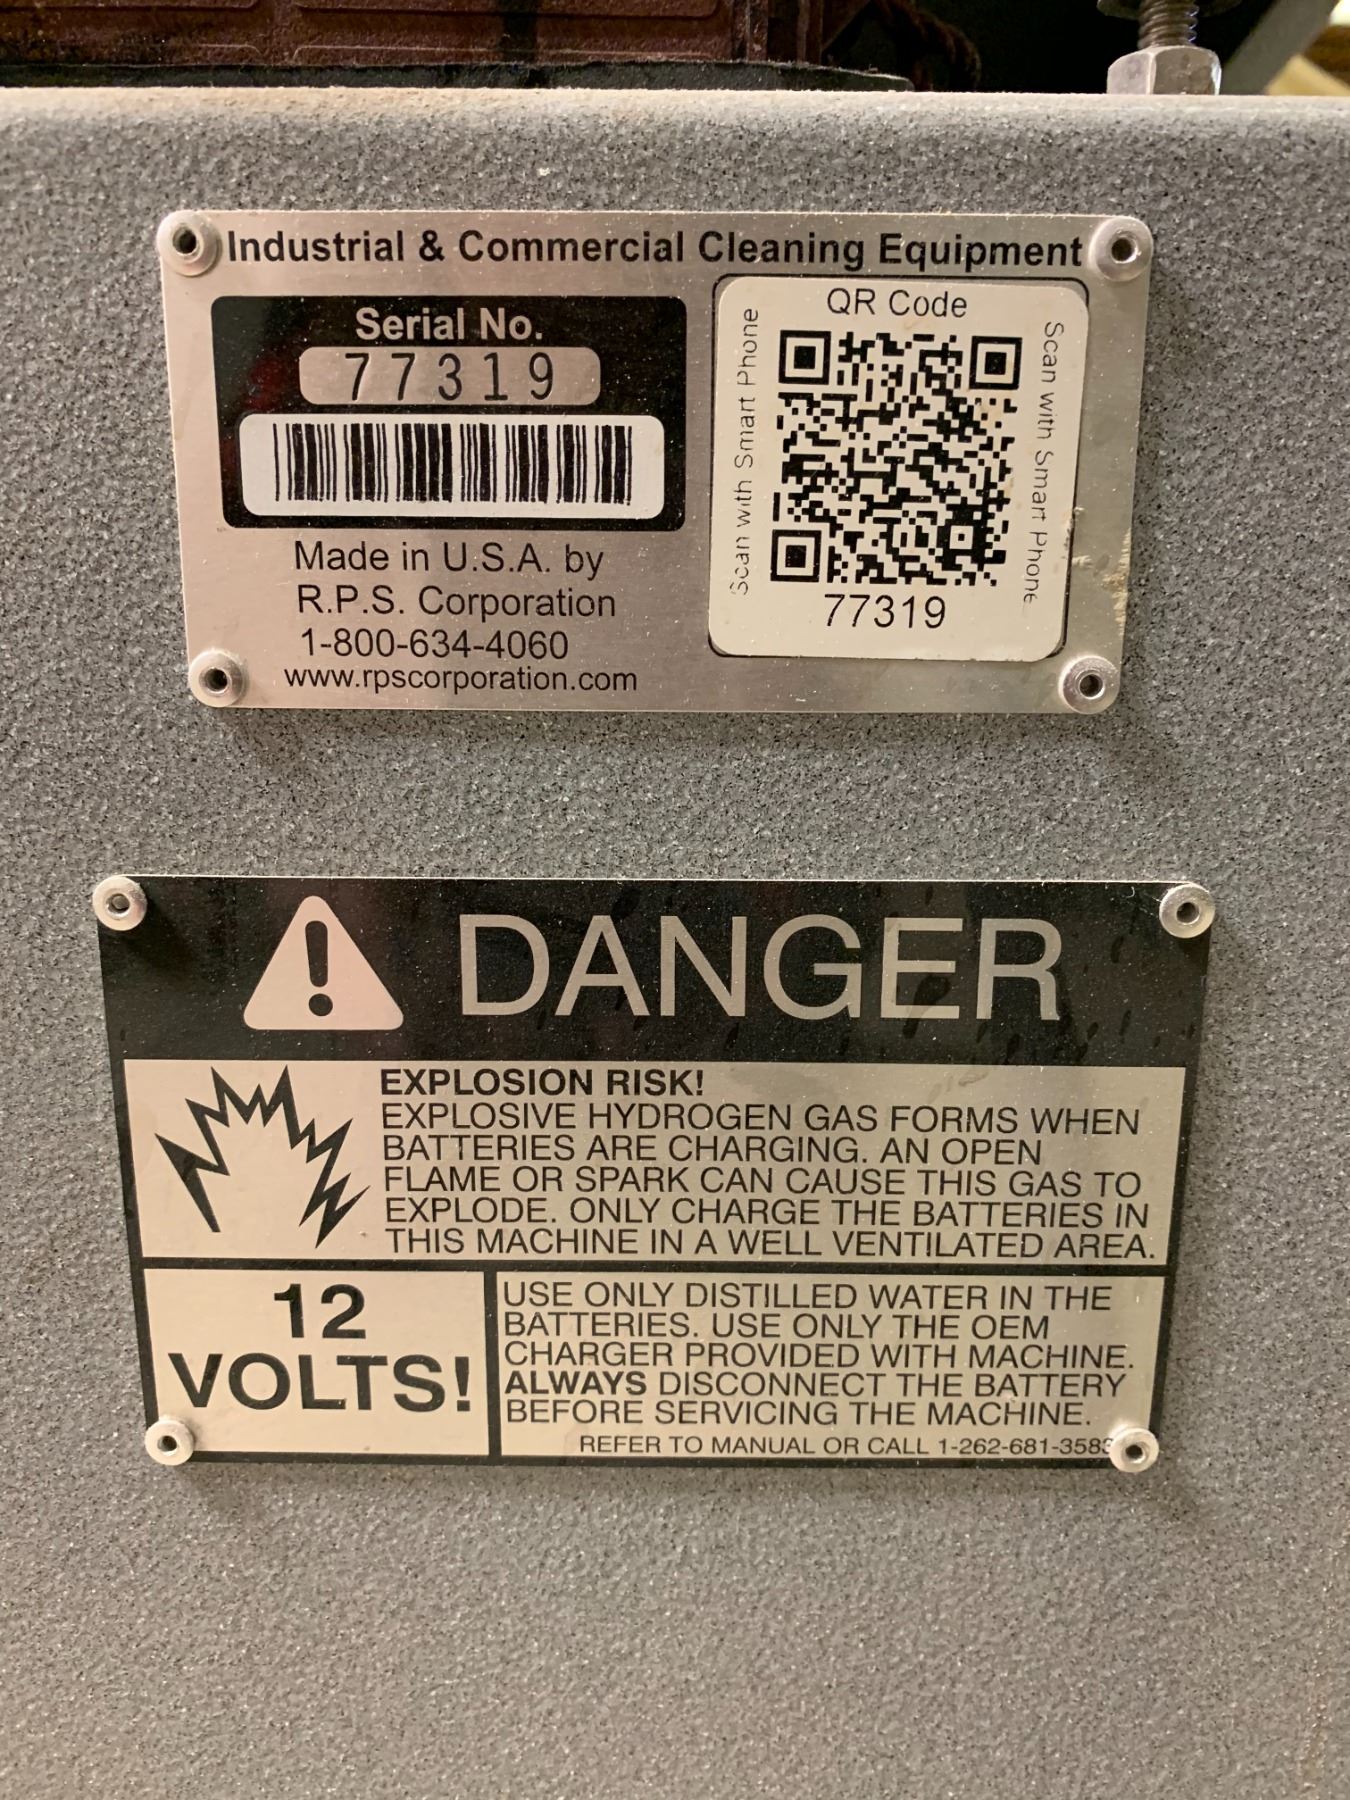 Industrial & Commercial Cleaning Equipment
Serial No.
77319
Made in U.S.A. by
R.P.S. Corporation
1-800-634-4060
www.rpscorporation.com
QR Code
Scan with Smart Phone
Scan with Smart Phone
77319
DANGER
EXPLOSION RISK!
EXPLOSIVE HYDROGEN GAS FORMS WHEN
BATTERIES ARE CHARGING. AN OPEN
FLAME OR SPARK CAN CAUSE THIS GAS TO
EXPLODE. ONLY CHARGE THE BATTERIES IN
THIS MACHINE IN A WELL VENTILATED AREA.
12
VOLTS!
USE ONLY DISTILLED WATER IN THE
BATTERIES. USE ONLY THE OEM
CHARGER PROVIDED WITH MACHINE.
ALWAYS DISCONNECT THE BATTERY
BEFORE SERVICING THE MACHINE.
REFER TO MANUAL OR CALL 1-262-681-3583